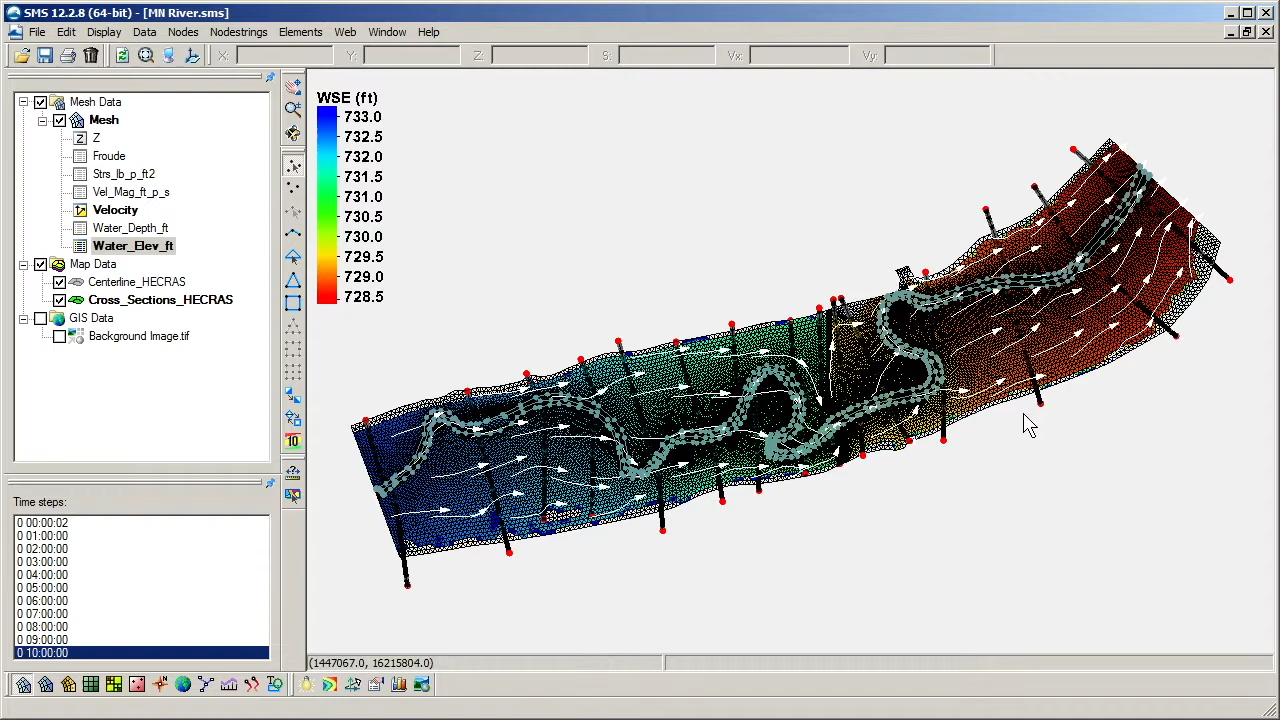 SMS 12.2.8 (64-bit) - [MN River.sms]
File Edit Display Data Nodes Nodestrings Elements Web Window Help
X: Y: Z: S: Vx: Vy:
Mesh Data
Mesh
Z
Froude
Strs_lb_p_ft2
Vel_Mag_ft_p_s
Velocity
Water_Depth_ft
Water_Elev_ft
Map Data
Centerline_HECRAS
Cross_Sections_HECRAS
GIS Data
Background Image.tif
Time steps:
0 00:00:02
0 01:00:00
0 02:00:00
0 03:00:00
0 04:00:00
0 05:00:00
0 06:00:00
0 07:00:00
0 08:00:00
0 09:00:00
0 10:00:00
10
WSE (ft)
733.0
732.5
732.0
731.5
731.0
730.5
730.0
729.5
729.0
728.5
(1447067.0, 16215804.0)